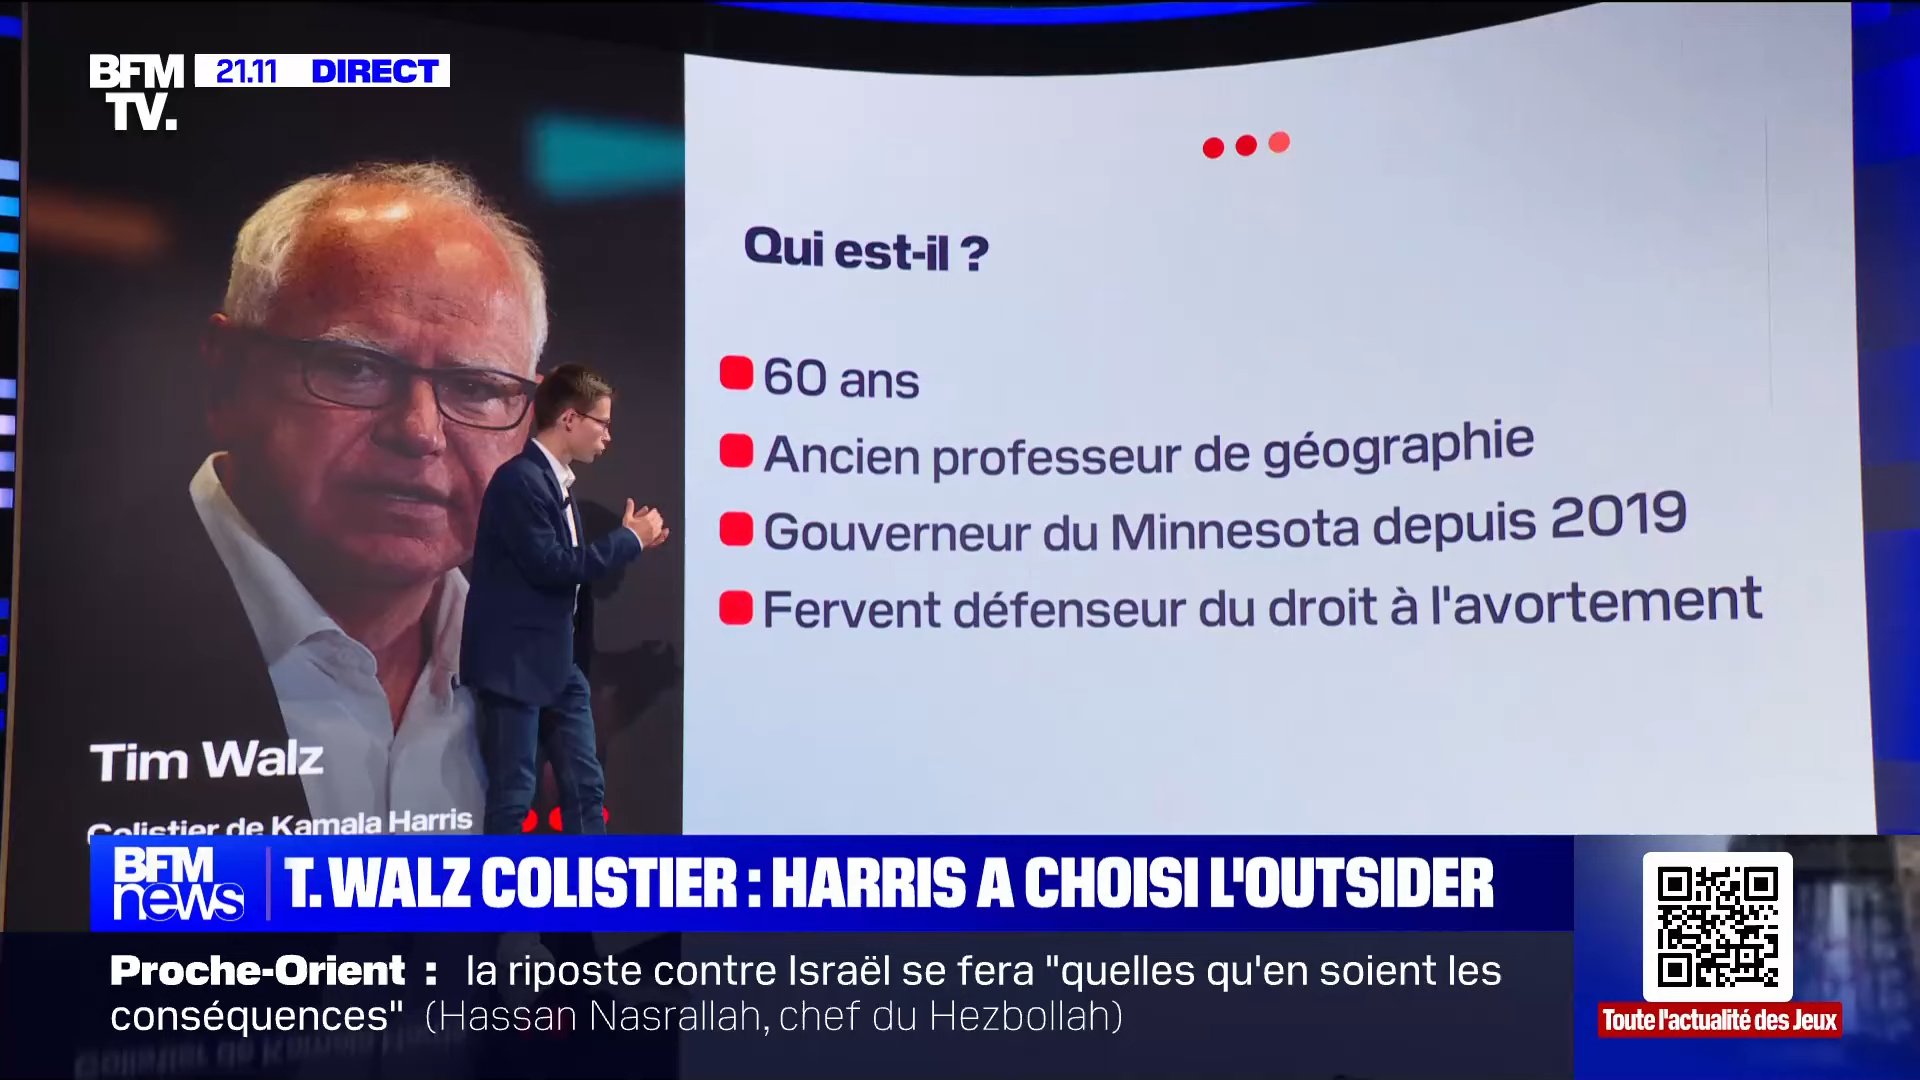 BFM
TV.
21.11 DIRECT
Qui est-il ?
60 ans
Ancien professeur de géographie
Gouverneur du Minnesota depuis 2019
Fervent défenseur du droit à l'avortement
Tim Walz
Colistier de Kamala Harris
BFM
news
T. WALZ COLISTIER : HARRIS A CHOISI L'OUTSIDER
Proche-Orient : la riposte contre Israël se fera "quelles qu'en soient les
conséquences" (Hassan Nasrallah, chef du Hezbollah)
Toute l'actualité des Jeux